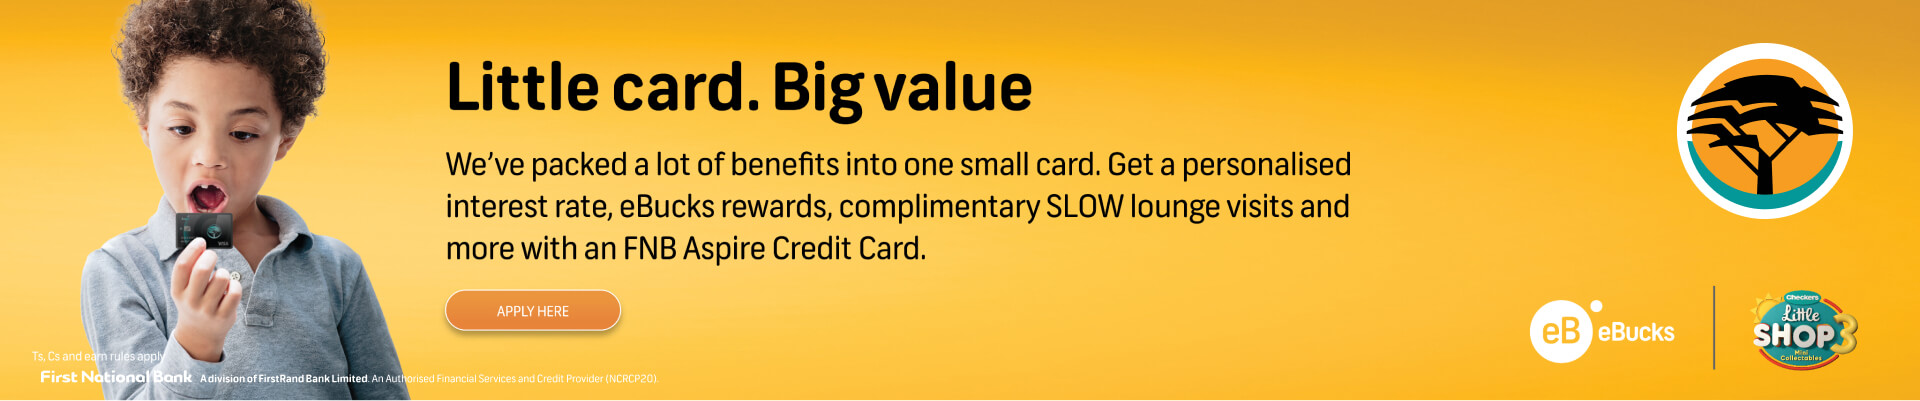 Little card. Big value
We’ve packed a lot of benefits into one small card. Get a personalised
interest rate, eBucks rewards, complimentary SLOW lounge visits and
more with an FNB Aspire Credit Card.
APPLY HERE
VISA
eB eBucks
Checkers
Little
SHOP 3
Mini
Collectables
Ts, Cs and earn rules apply.
First National Bank A division of FirstRand Bank Limited. An Authorised Financial Services and Credit Provider (NCRCP20).